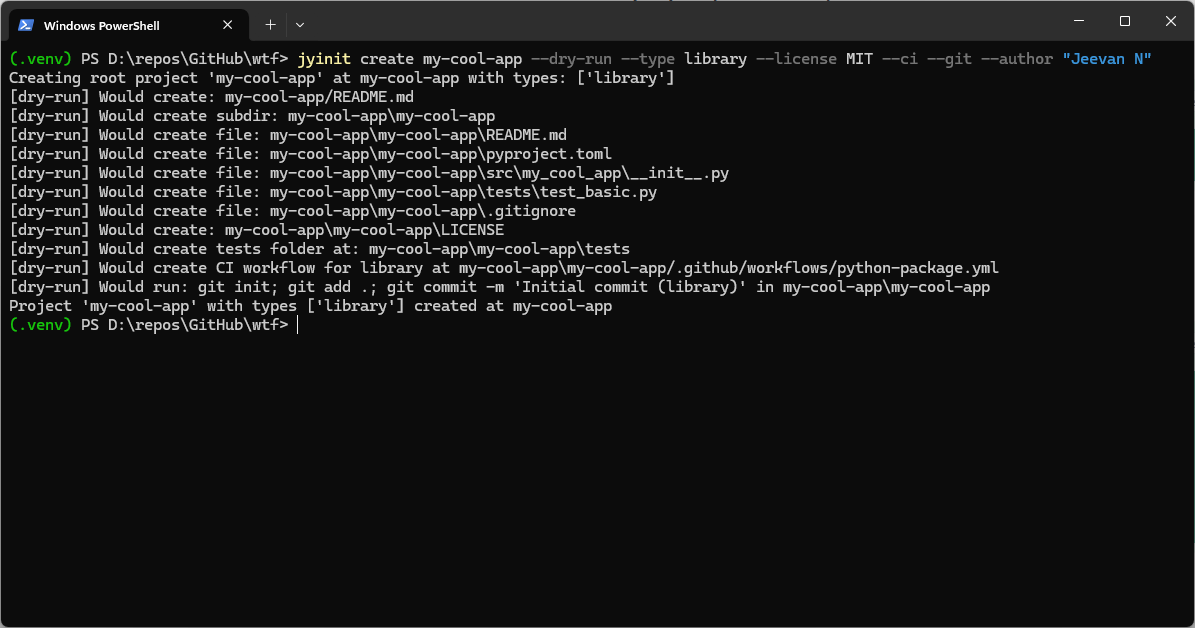 Windows PowerShell
(.venv) PS D:\repos\GitHub\wtf> jyinit create my-cool-app --dry-run --type library --license MIT --ci --git --author "Jeevan N"
Creating root project 'my-cool-app' at my-cool-app with types: ['library']
[dry-run] Would create: my-cool-app/README.md
[dry-run] Would create subdir: my-cool-app\my-cool-app
[dry-run] Would create file: my-cool-app\my-cool-app\README.md
[dry-run] Would create file: my-cool-app\my-cool-app\pyproject.toml
[dry-run] Would create file: my-cool-app\my-cool-app\src\my_cool_app\__init__.py
[dry-run] Would create file: my-cool-app\my-cool-app\tests\test_basic.py
[dry-run] Would create file: my-cool-app\my-cool-app\.gitignore
[dry-run] Would create: my-cool-app\my-cool-app\LICENSE
[dry-run] Would create tests folder at: my-cool-app\my-cool-app\tests
[dry-run] Would create CI workflow for library at my-cool-app\my-cool-app/.github/workflows/python-package.yml
[dry-run] Would run: git init; git add .; git commit -m 'Initial commit (library)' in my-cool-app\my-cool-app
Project 'my-cool-app' with types ['library'] created at my-cool-app
(.venv) PS D:\repos\GitHub\wtf>